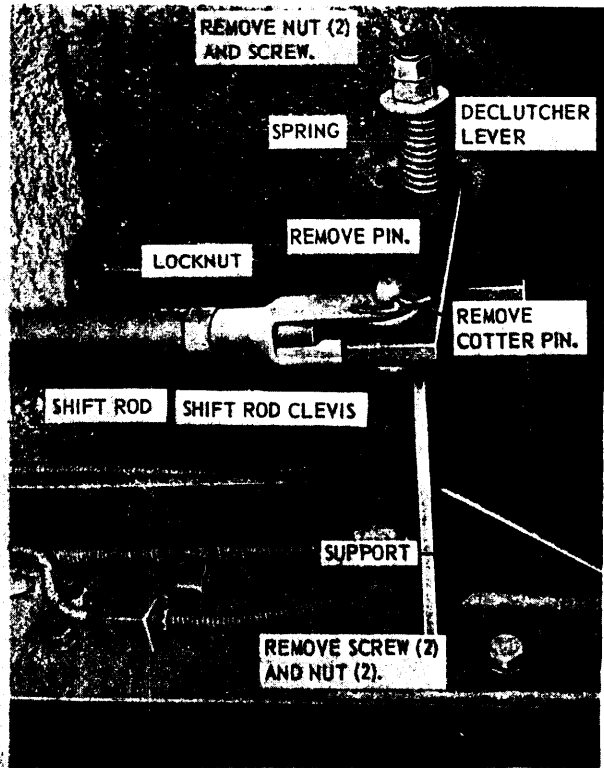 REMOVE NUT (2)
AND SCREW.
DECLUTCHER
LEVER
SPRING
REMOVE PIN.
LOCKNUT
REMOVE
COTTER PIN.
SHIFT ROD
SHIFT ROD CLEVIS
SUPPORT
REMOVE SCREW (2)
AND NUT (2).